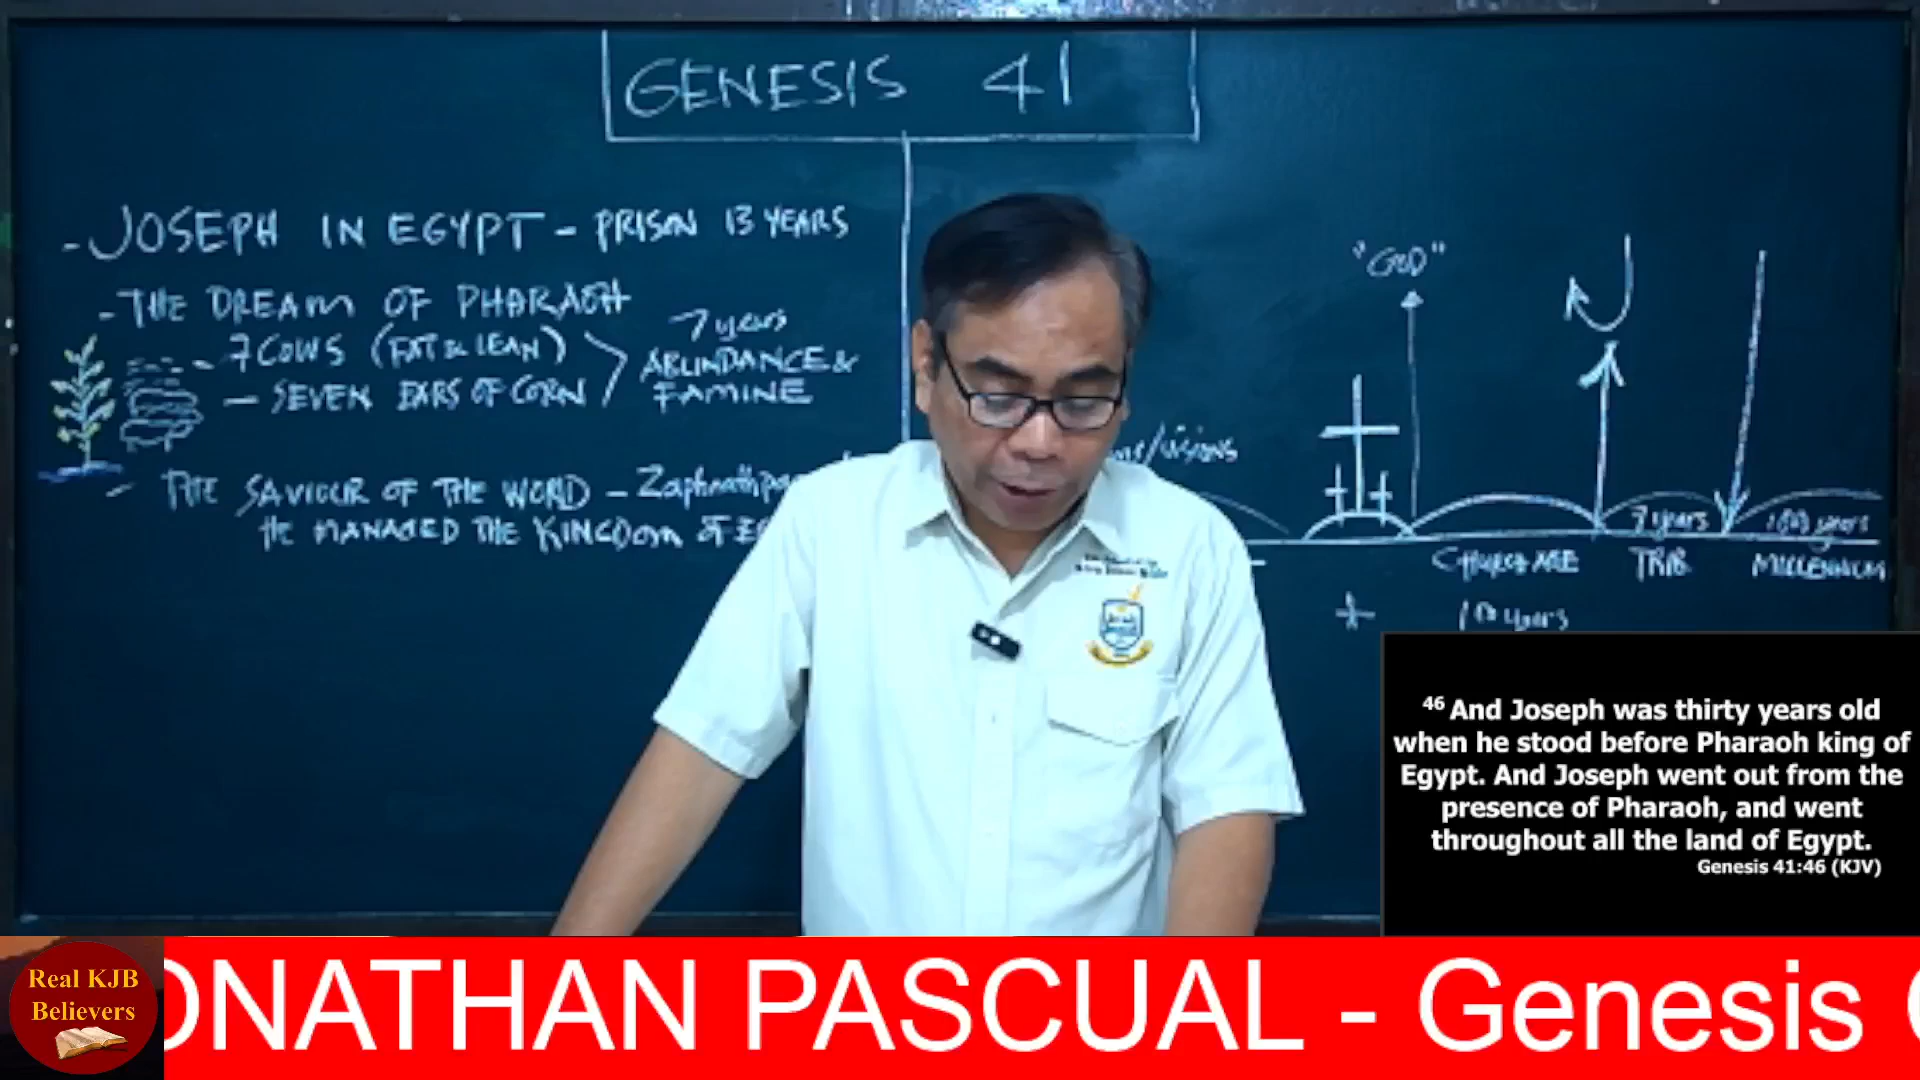 GENESIS 41
- JOSEPH IN EGYPT - PRISON 13 YEARS
- THE DREAM OF PHARAOH
- 7 COWS (FAT & LEAN)
- SEVEN EARS OF CORN
7 years
ABUNDANCE &
FAMINE
- THE SAVIOUR OF THE WORLD - Zaphnathpa
HE MANAGED THE KINGDOM OF
/visions
"GOD"
7 years
CHURCH AGE
TRIB
MILLENNIUM
46 And Joseph was thirty years old
when he stood before Pharaoh king of
Egypt. And Joseph went out from the
presence of Pharaoh, and went
throughout all the land of Egypt.
Genesis 41:46 (KJV)
Real KJB
Believers
ONATHAN PASCUAL - Genesis